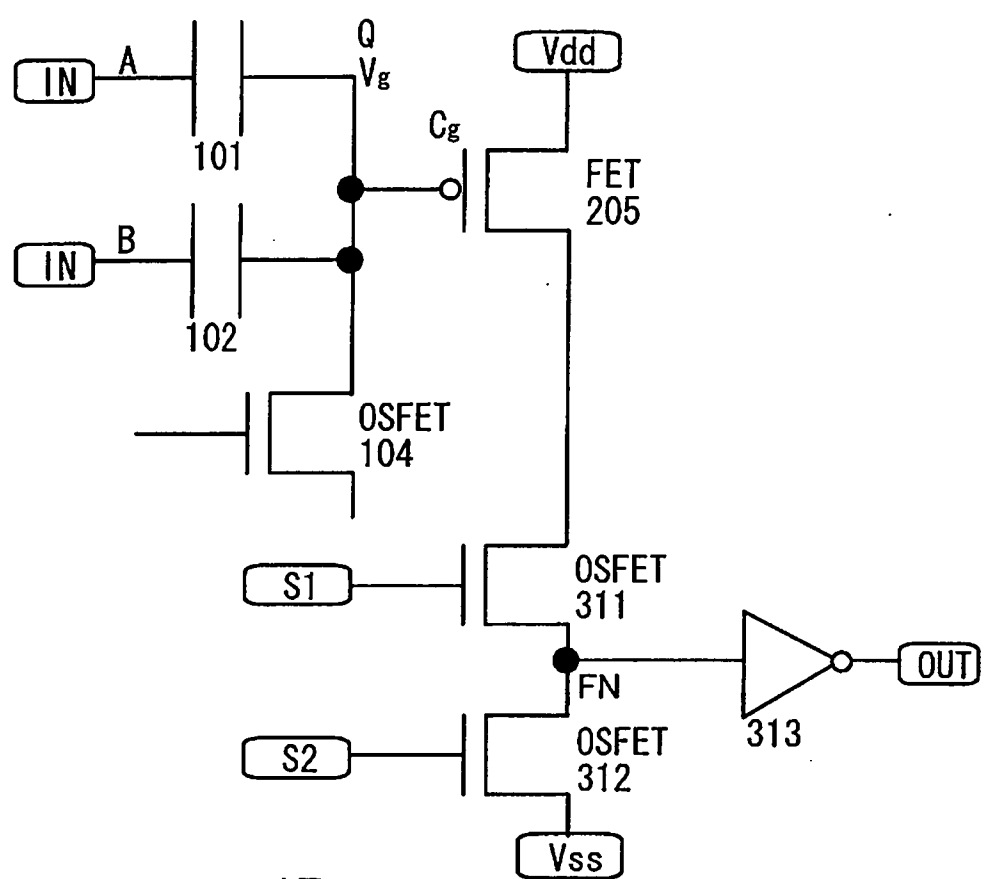 IN
A
101
Q
Vg
Cg
Vdd
FET
205
IN
B
102
OSFET
104
S1
OSFET
311
FN
313
OUT
S2
OSFET
312
Vss